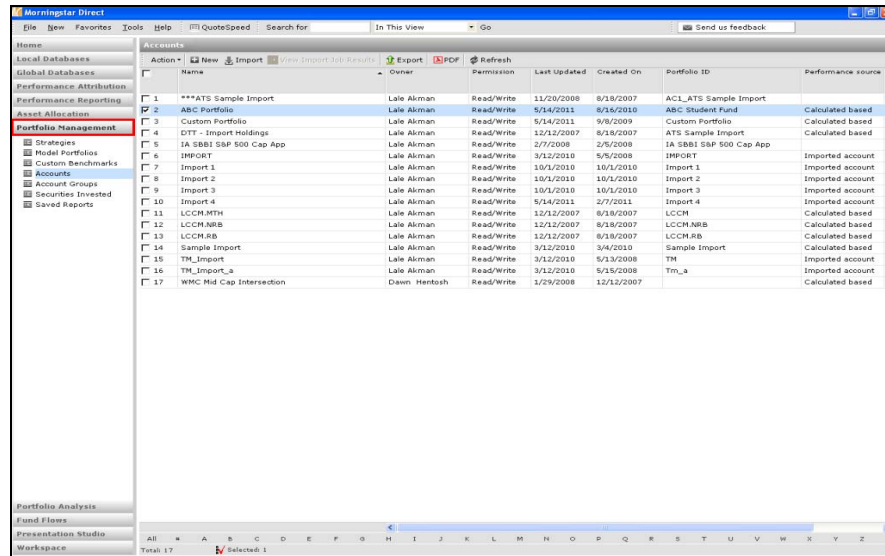 Morningstar Direct
File New Favorites Tools Help QuoteSpeed Search for In This View Go Send us feedback
Home
Local Databases
Global Databases
Performance Attribution
Performance Reporting
Asset Allocation
Portfolio Management
Strategies
Model Portfolios
Custom Benchmarks
Accounts
Account Groups
Securities Invested
Saved Reports
Portfolio Analysis
Fund Flows
Presentation Studio
Workspace
Accounts
Action New Import View Import Job Results Export PDF Refresh
Name Owner Permission Last Updated Created On Portfolio ID Performance source
1 ***ATS Sample Import Lale Akman Read/Write 11/20/2008 8/18/2007 AC1_ATS Sample Import
2 ABC Portfolio Lale Akman Read/Write 5/14/2011 8/16/2010 ABC Student Fund Calculated based
3 Custom Portfolio Lale Akman Read/Write 5/14/2011 9/8/2009 Custom Portfolio Calculated based
4 DTT - Import Holdings Lale Akman Read/Write 12/12/2007 8/18/2007 ATS Sample Import Calculated based
5 IA SBBI S&P 500 Cap App Lale Akman Read/Write 2/7/2008 2/5/2008 IA SBBI S&P 500 Cap App
6 IMPORT Lale Akman Read/Write 3/12/2010 5/5/2008 IMPORT Imported account
7 Import 1 Lale Akman Read/Write 10/1/2010 10/1/2010 Import 1 Imported account
8 Import 2 Lale Akman Read/Write 10/1/2010 10/1/2010 Import 2 Imported account
9 Import 3 Lale Akman Read/Write 10/1/2010 10/1/2010 Import 3 Imported account
10 Import 4 Lale Akman Read/Write 5/14/2011 2/7/2011 Import 4 Imported account
11 LCCM.MTH Lale Akman Read/Write 12/12/2007 8/18/2007 LCCM Calculated based
12 LCCM.NRB Lale Akman Read/Write 12/12/2007 8/18/2007 LCCM.NRB Calculated based
13 LCCM.RB Lale Akman Read/Write 12/12/2007 8/18/2007 LCCM.RB Calculated based
14 Sample Import Lale Akman Read/Write 3/12/2010 3/4/2010 Sample Import Calculated based
15 TM_Import Lale Akman Read/Write 3/12/2010 5/13/2008 TM Imported account
16 TM_Import_a Lale Akman Read/Write 3/12/2010 5/15/2008 Tm_a Imported account
17 WMC Mid Cap Intersection Dawn Hentosh Read/Write 1/29/2008 12/12/2007 Calculated based
All # A B C D E F G H I J K L M N O P Q R S T U V W X Y Z
Total: 17 Selected: 1